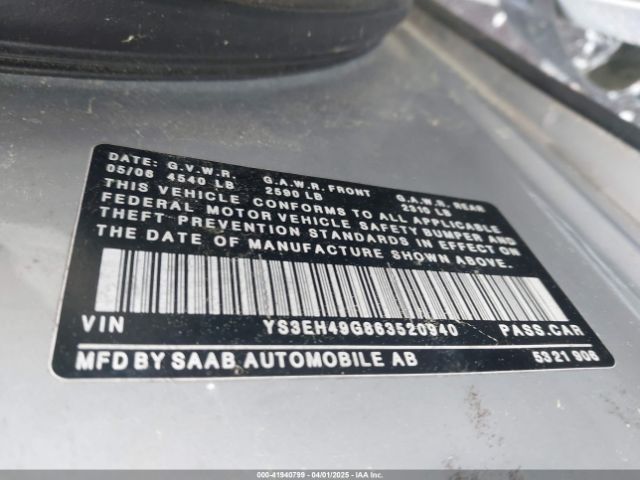 DATE: G.V.W.R. G.A.W.R. FRONT G.A.W.R. REAR
05/06 4540 LB 2590 LB 2310 LB
THIS VEHICLE CONFORMS TO ALL APPLICABLE
FEDERAL MOTOR VEHICLE SAFETY BUMPER AND
THEFT PREVENTION STANDARDS IN EFFECT ON
THE DATE OF MANUFACTURE SHOWN ABOVE.
VIN YS3EH49G863520940 PASS.CAR
MFD BY SAAB AUTOMOBILE AB 5321906
000-41940799 - 04/01/2025 - IAA Inc.